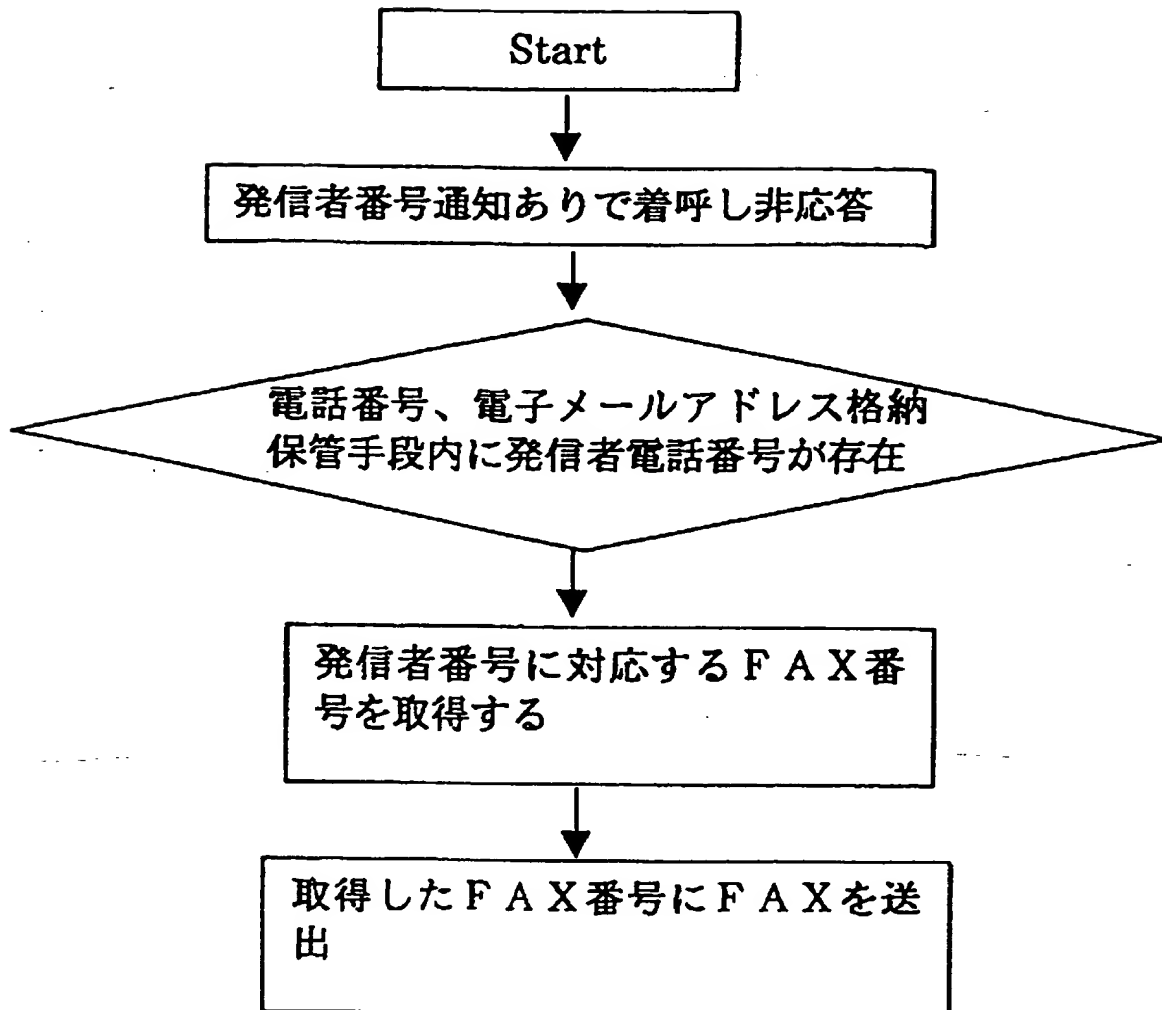 Start
発信者番号通知ありで着呼し非応答
電話番号、電子メールアドレス格納
保管手段内に発信者電話番号が存在
発信者番号に対応するＦＡＸ番
号を取得する
取得したＦＡＸ番号にＦＡＸを送
出